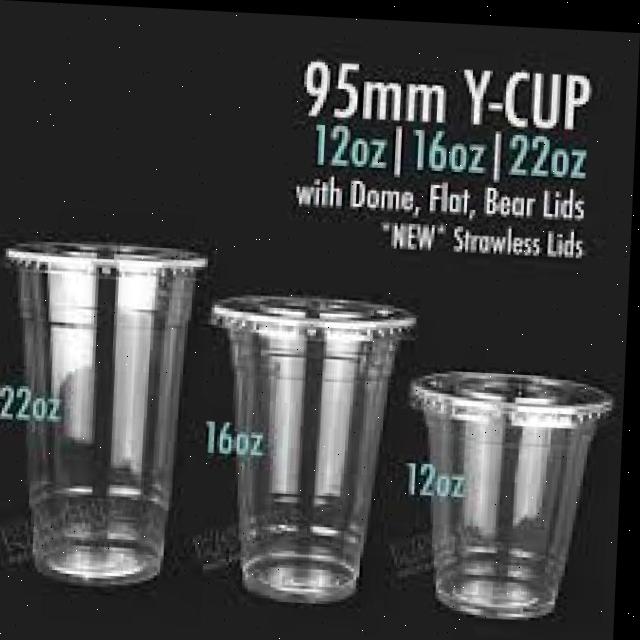 95mm Y-CUP
12oz | 16oz | 22oz
with Dome, Flat, Bear Lids
*NEW* Strawless Lids
22oz
16oz
12oz